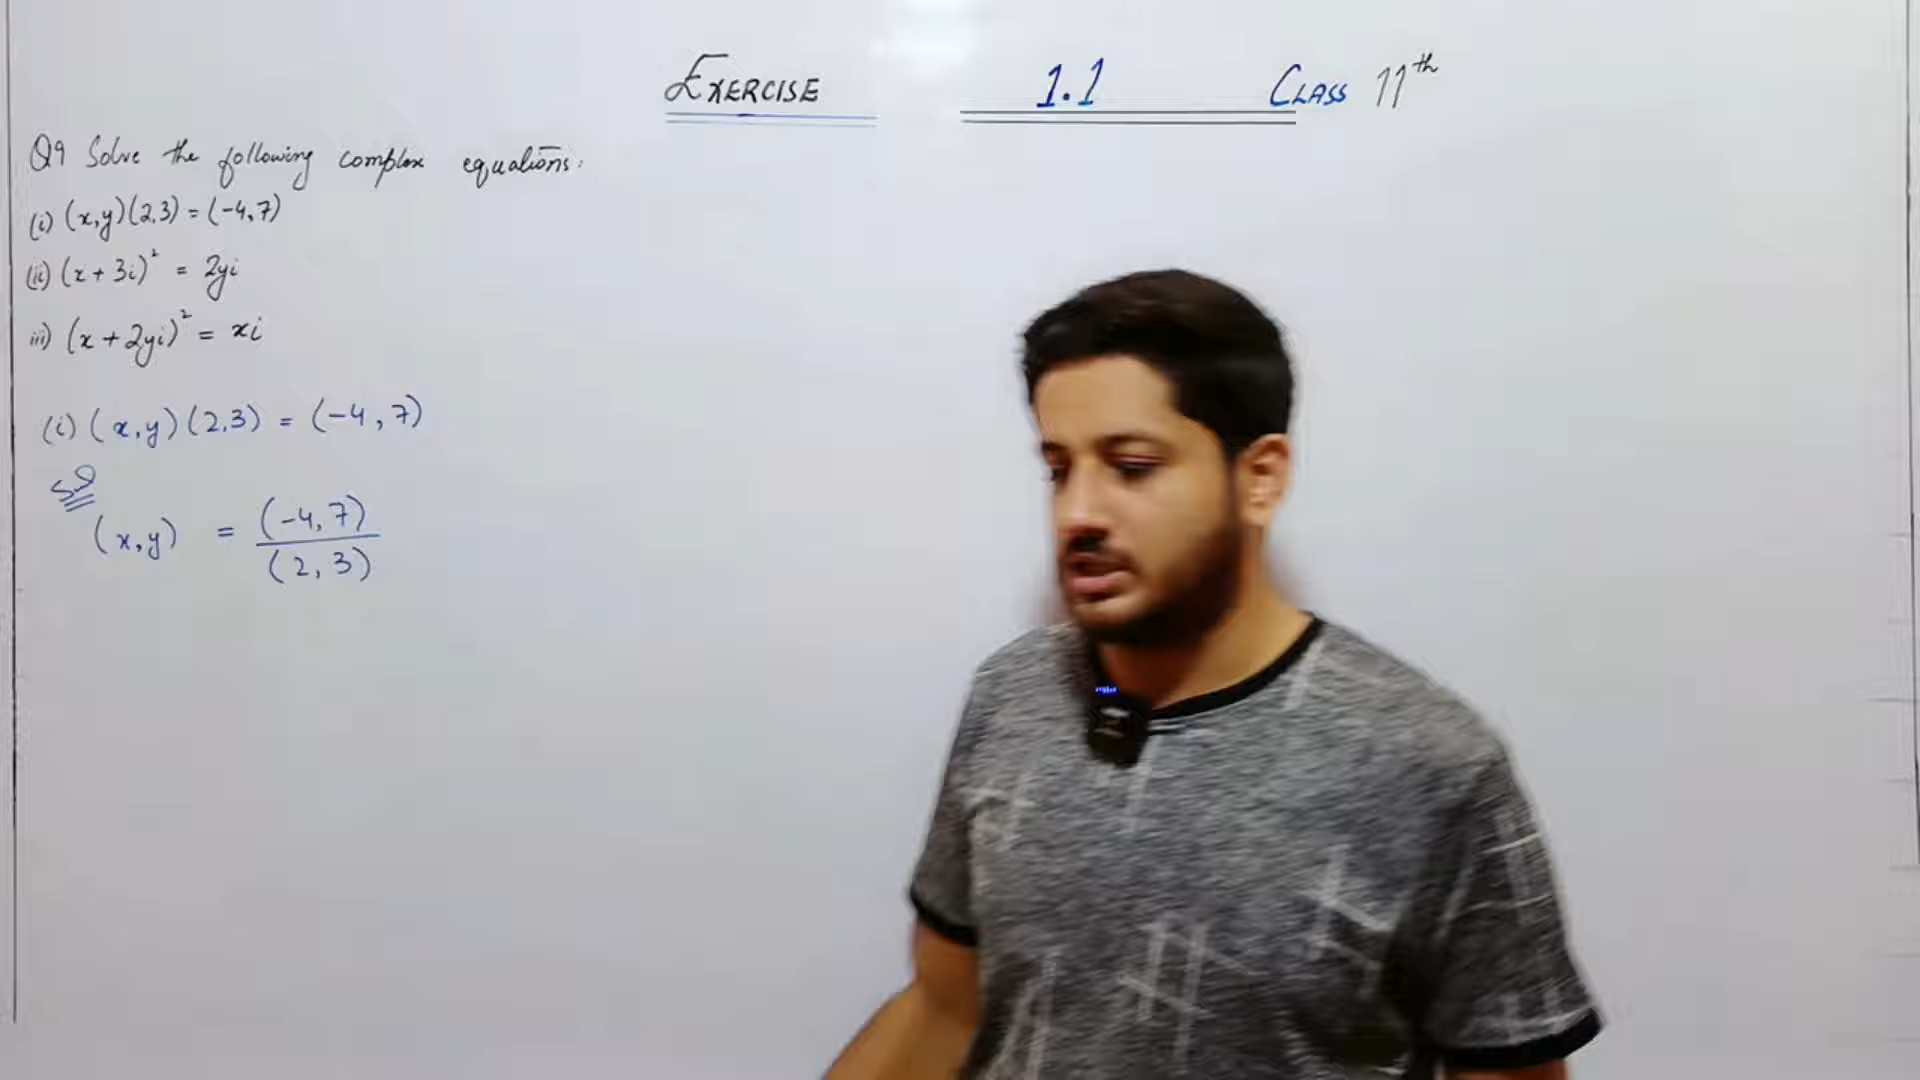 EXERCISE 1.1 CLASS 11th
Q9 Solve the following complex equations:
(i) (x,y)(2,3) = (-4,7)
(ii) (x + 3i)² = 2yi
iii) (x + 2yi)² = xi
(i) (x,y)(2,3) = (-4,7)
Sol
(x,y) = (-4,7)
(2,3)